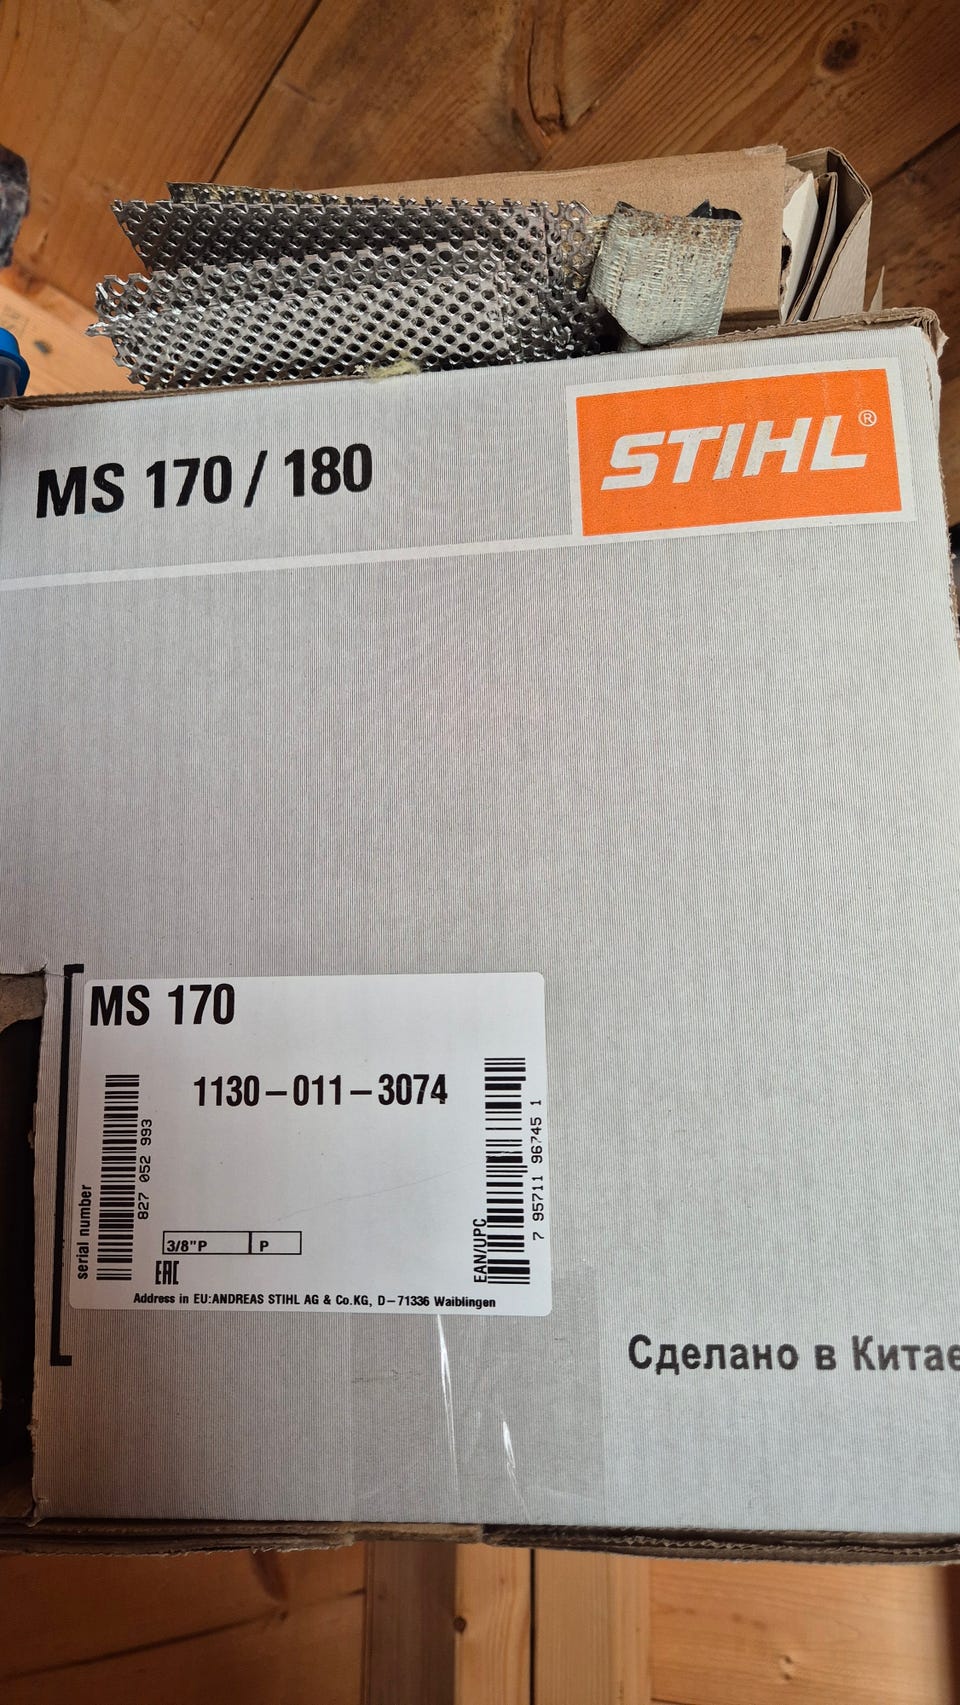 MS 170 / 180
STIHL®
MS 170
1130-011-3074
serial number
827 052 993
EAN/UPC
7 95711 96745 1
3/8"P
P
EAC
Address in EU:ANDREAS STIHL AG & Co.KG, D-71336 Waiblingen
Сделано в Китае